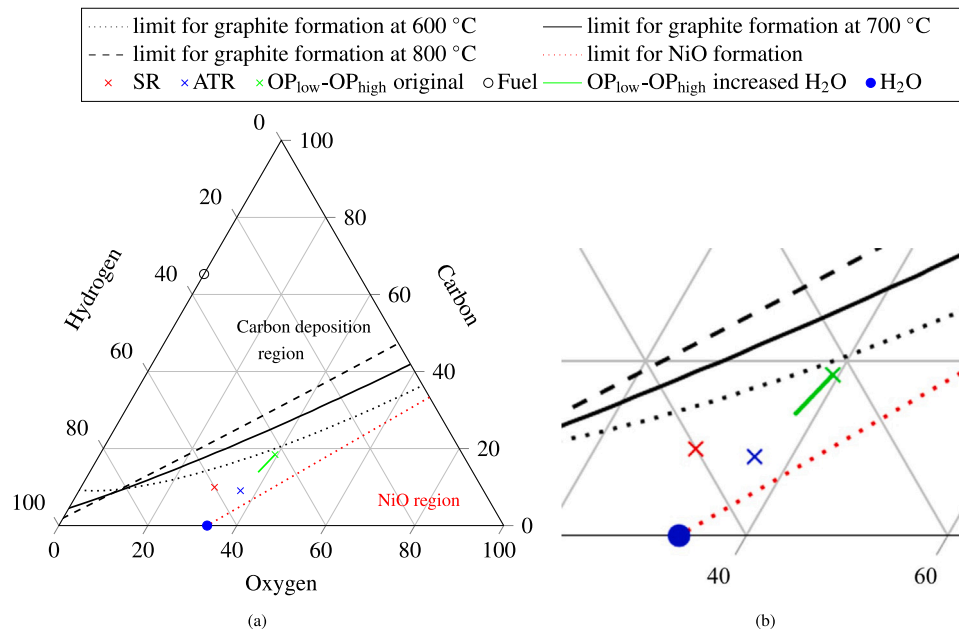 limit for graphite formation at 600 °C limit for graphite formation at 700 °C
limit for graphite formation at 800 °C limit for NiO formation
SR ATR OPlow-OPhigh original Fuel OPlow-OPhigh increased H2O H2O
0
100
20
80
Hydrogen
40
Carbon
60
Carbon deposition
region
60
40
80
20
NiO region
100
0
0 20 40 60 80 100
Oxygen
40 60
(a) (b)